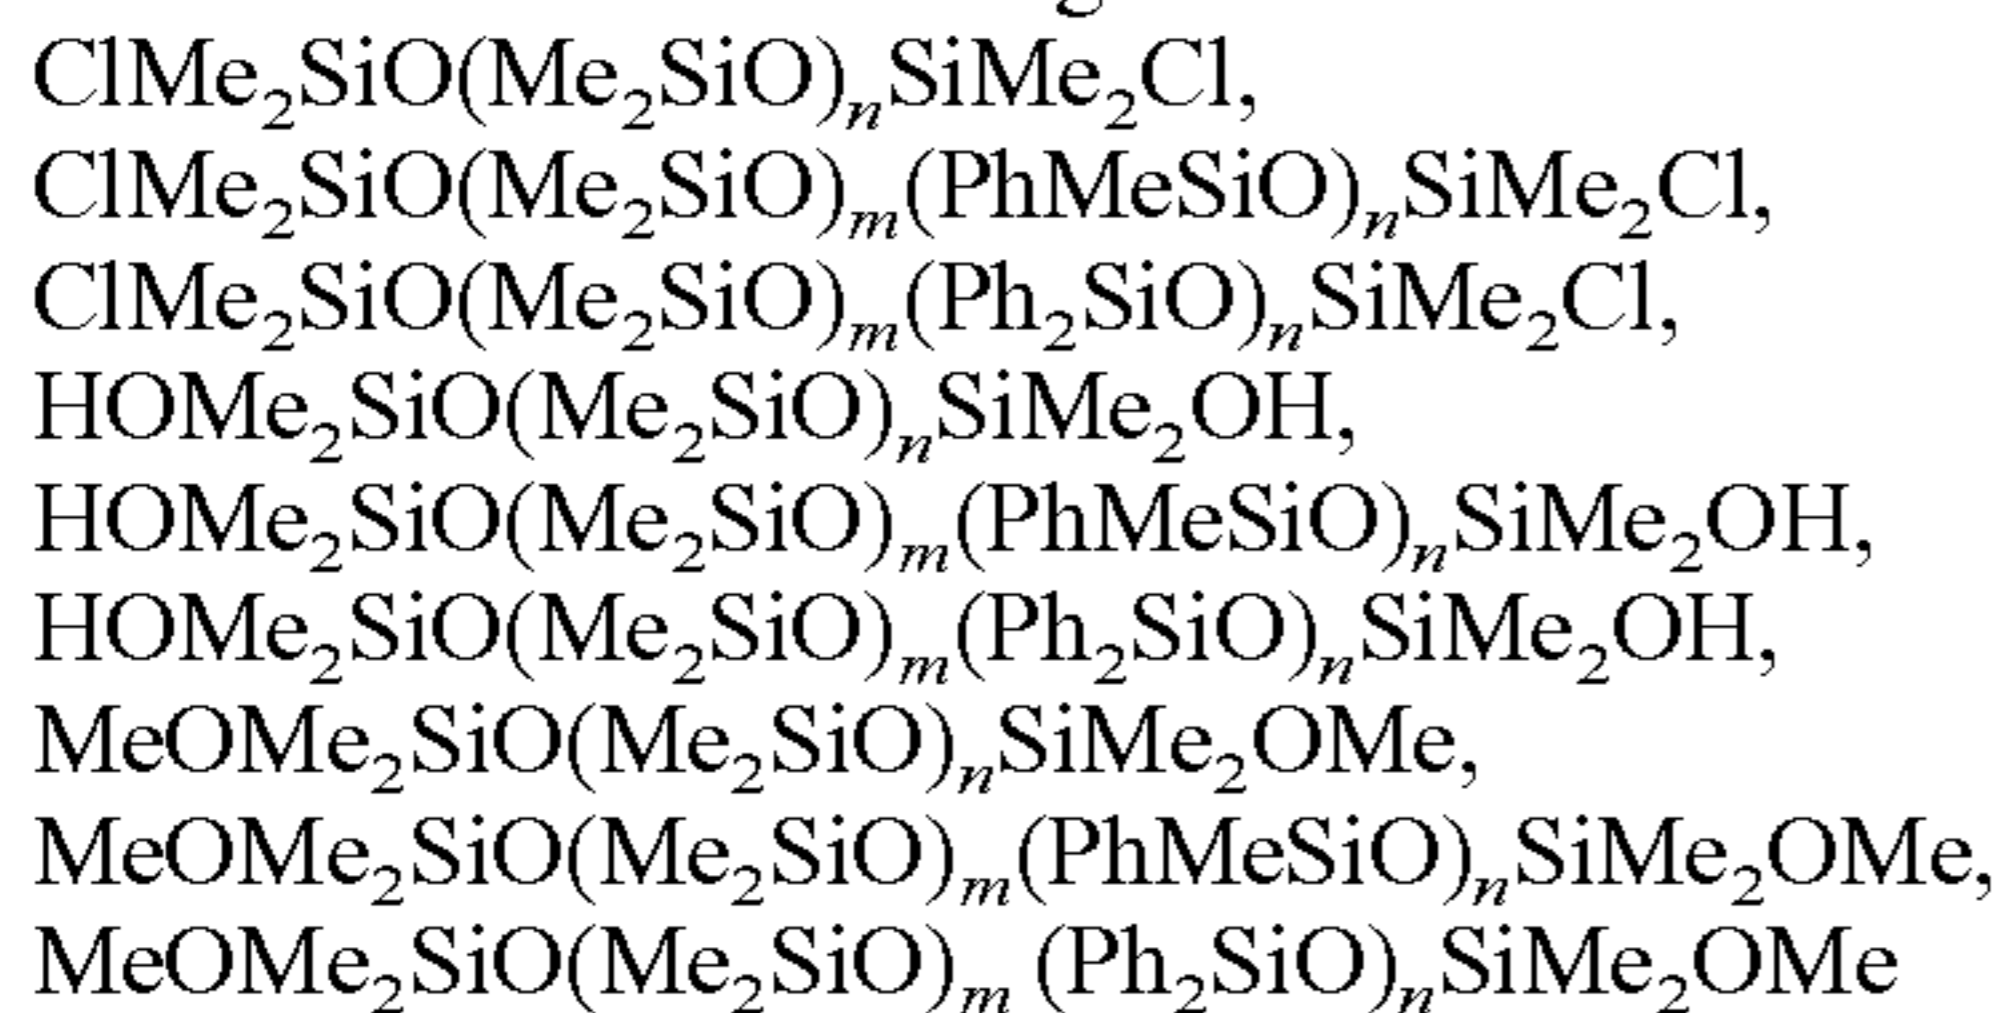 ClMe₂SiO(Me₂SiO)ₙSiMe₂Cl,
ClMe₂SiO(Me₂SiO)ₘ(PhMeSiO)ₙSiMe₂Cl,
ClMe₂SiO(Me₂SiO)ₘ(Ph₂SiO)ₙSiMe₂Cl,
HOMe₂SiO(Me₂SiO)ₙSiMe₂OH,
HOMe₂SiO(Me₂SiO)ₘ(PhMeSiO)ₙSiMe₂OH,
HOMe₂SiO(Me₂SiO)ₘ(Ph₂SiO)ₙSiMe₂OH,
MeOMe₂SiO(Me₂SiO)ₙSiMe₂OMe,
MeOMe₂SiO(Me₂SiO)ₘ(PhMeSiO)ₙSiMe₂OMe,
MeOMe₂SiO(Me₂SiO)ₘ (Ph₂SiO)ₙSiMe₂OMe